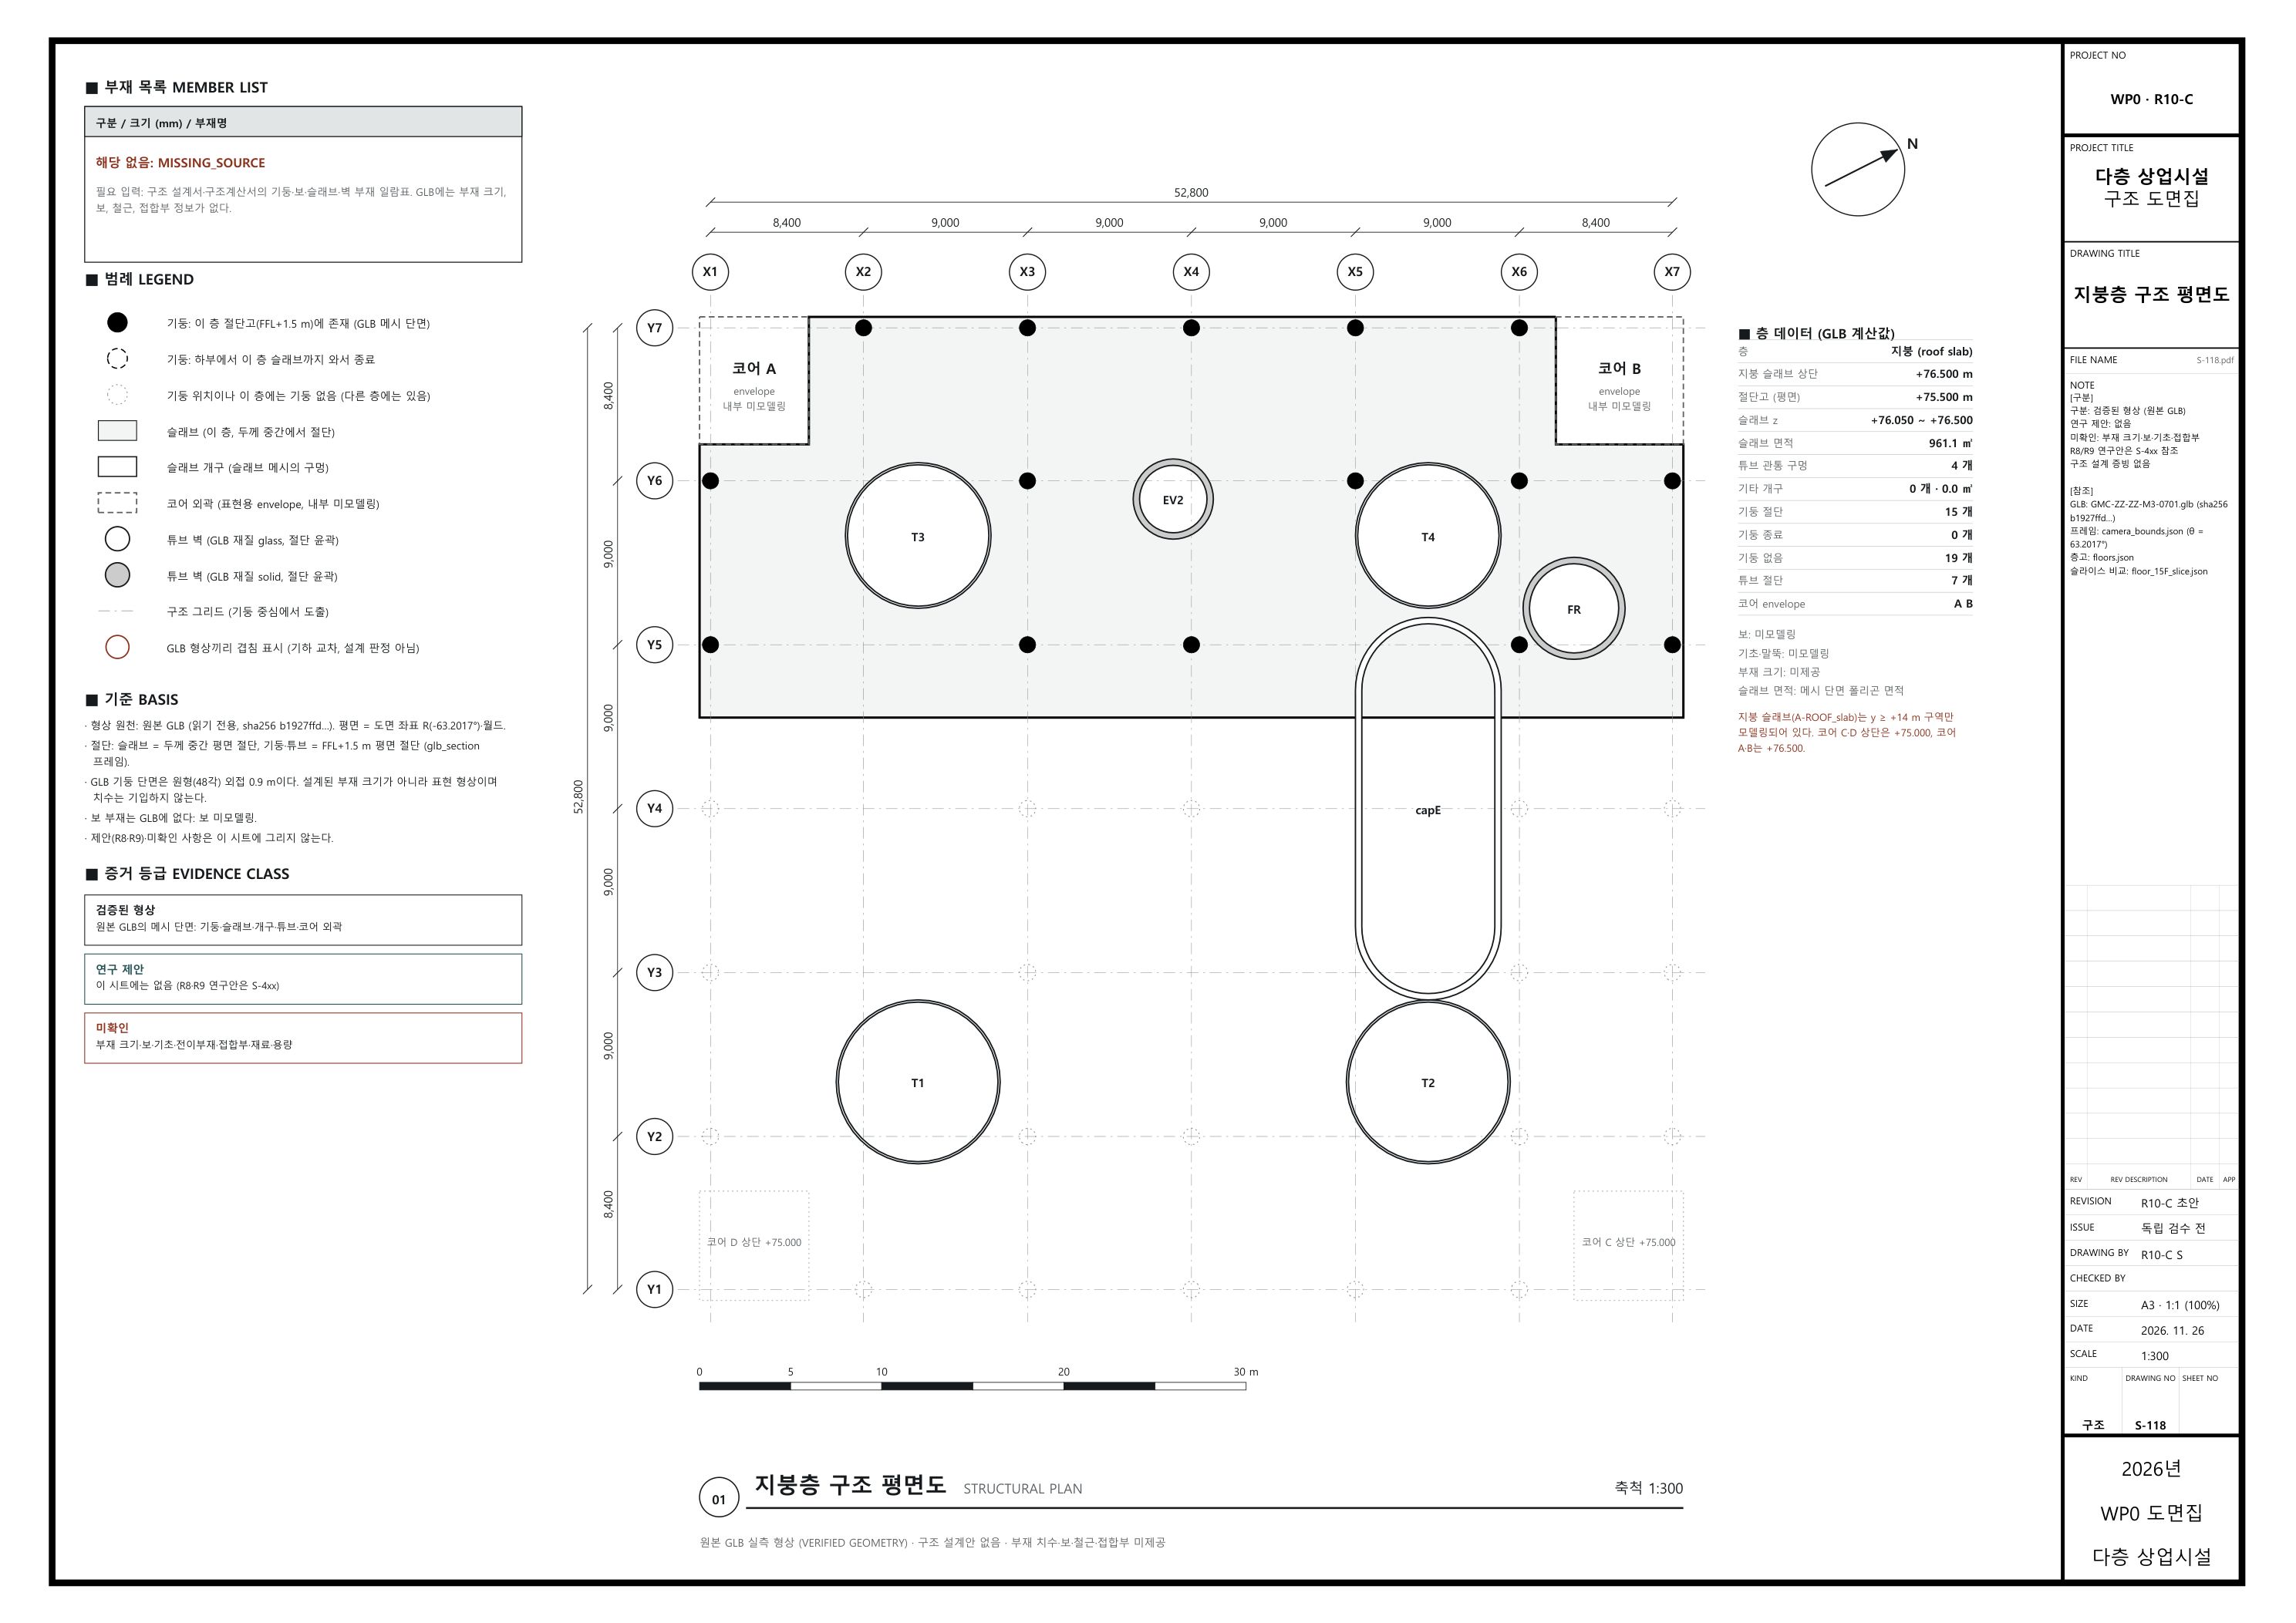 ■ 부재 목록 MEMBER LIST
구분 / 크기 (mm) / 부재명
해당 없음: MISSING_SOURCE
필요 입력: 구조 설계서·구조계산서의 기둥·보·슬래브·벽 부재 일람표. GLB에는 부재 크기,
보, 철근, 접합부 정보가 없다.
■ 범례 LEGEND
기둥: 이 층 절단고(FFL+1.5 m)에 존재 (GLB 메시 단면)
기둥: 하부에서 이 층 슬래브까지 와서 종료
기둥 위치이나 이 층에는 기둥 없음 (다른 층에는 있음)
슬래브 (이 층, 두께 중간에서 절단)
슬래브 개구 (슬래브 메시의 구멍)
코어 외곽 (표현용 envelope, 내부 미모델링)
튜브 벽 (GLB 재질 glass, 절단 윤곽)
튜브 벽 (GLB 재질 solid, 절단 윤곽)
구조 그리드 (기둥 중심에서 도출)
GLB 형상끼리 겹침 표시 (기하 교차, 설계 판정 아님)
■ 기준 BASIS
· 형상 원천: 원본 GLB (읽기 전용, sha256 b1927ffd…). 평면 = 도면 좌표 R(-63.2017°)·월드.
· 절단: 슬래브 = 두께 중간 평면 절단, 기둥·튜브 = FFL+1.5 m 평면 절단 (glb_section
프레임).
· GLB 기둥 단면은 원형(48각) 외접 0.9 m이다. 설계된 부재 크기가 아니라 표현 형상이며
치수는 기입하지 않는다.
· 보 부재는 GLB에 없다: 보 미모델링.
· 제안(R8·R9)·미확인 사항은 이 시트에 그리지 않는다.
■ 증거 등급 EVIDENCE CLASS
검증된 형상
원본 GLB의 메시 단면: 기둥·슬래브·개구·튜브·코어 외곽
연구 제안
이 시트에는 없음 (R8·R9 연구안은 S-4xx)
미확인
부재 크기·보·기초·전이부재·접합부·재료·용량
52,800
8,400 9,000 9,000 9,000 9,000 8,400
X1 X2 X3 X4 X5 X6 X7
N
Y7
코어 A
envelope
내부 미모델링
코어 B
envelope
내부 미모델링
8,400
Y6
EV2
T3
T4
9,000
FR
Y5
9,000
52,800
Y4
capE
9,000
Y3
9,000
T1
T2
Y2
8,400
코어 D 상단 +75.000
코어 C 상단 +75.000
Y1
0 5 10 20 30 m
01
지붕층 구조 평면도 STRUCTURAL PLAN
축척 1:300
원본 GLB 실측 형상 (VERIFIED GEOMETRY) · 구조 설계안 없음 · 부재 치수·보·철근·접합부 미제공
■ 층 데이터 (GLB 계산값)
층 지붕 (roof slab)
지붕 슬래브 상단 +76.500 m
절단고 (평면) +75.500 m
슬래브 z +76.050 ~ +76.500
슬래브 면적 961.1 ㎡
튜브 관통 구멍 4 개
기타 개구 0 개 · 0.0 ㎡
기둥 절단 15 개
기둥 종료 0 개
기둥 없음 19 개
튜브 절단 7 개
코어 envelope A B
보: 미모델링
기초·말뚝: 미모델링
부재 크기: 미제공
슬래브 면적: 메시 단면 폴리곤 면적
지붕 슬래브(A-ROOF_slab)는 y ≥ +14 m 구역만
모델링되어 있다. 코어 C·D 상단은 +75.000, 코어
A·B는 +76.500.
PROJECT NO
WP0 · R10-C
PROJECT TITLE
다층 상업시설
구조 도면집
DRAWING TITLE
지붕층 구조 평면도
FILE NAME S-118.pdf
NOTE
[구분]
구분: 검증된 형상 (원본 GLB)
연구 제안: 없음
미확인: 부재 크기·보·기초·접합부
R8/R9 연구안은 S-4xx 참조
구조 설계 증빙 없음
[참조]
GLB: GMC-ZZ-ZZ-M3-0701.glb (sha256
b1927ffd…)
프레임: camera_bounds.json (θ =
63.2017°)
층고: floors.json
슬라이스 비교: floor_15F_slice.json
REV REV DESCRIPTION DATE APP
REVISION R10-C 초안
ISSUE 독립 검수 전
DRAWING BY R10-C S
CHECKED BY
SIZE A3 · 1:1 (100%)
DATE 2026. 11. 26
SCALE 1:300
KIND DRAWING NO SHEET NO
구조 S-118
2026년
WP0 도면집
다층 상업시설